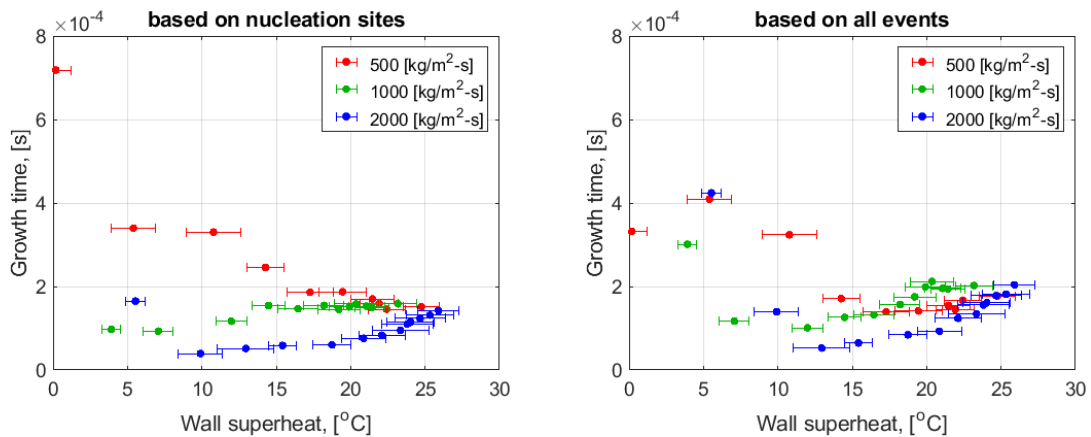 based on nucleation sites
×10⁻⁴
8
6
4
2
0
Growth time, [s]
500 [kg/m²-s]
1000 [kg/m²-s]
2000 [kg/m²-s]
0 5 10 15 20 25 30
Wall superheat, [°C]
based on all events
×10⁻⁴
8
6
4
2
0
Growth time, [s]
500 [kg/m²-s]
1000 [kg/m²-s]
2000 [kg/m²-s]
0 5 10 15 20 25 30
Wall superheat, [°C]